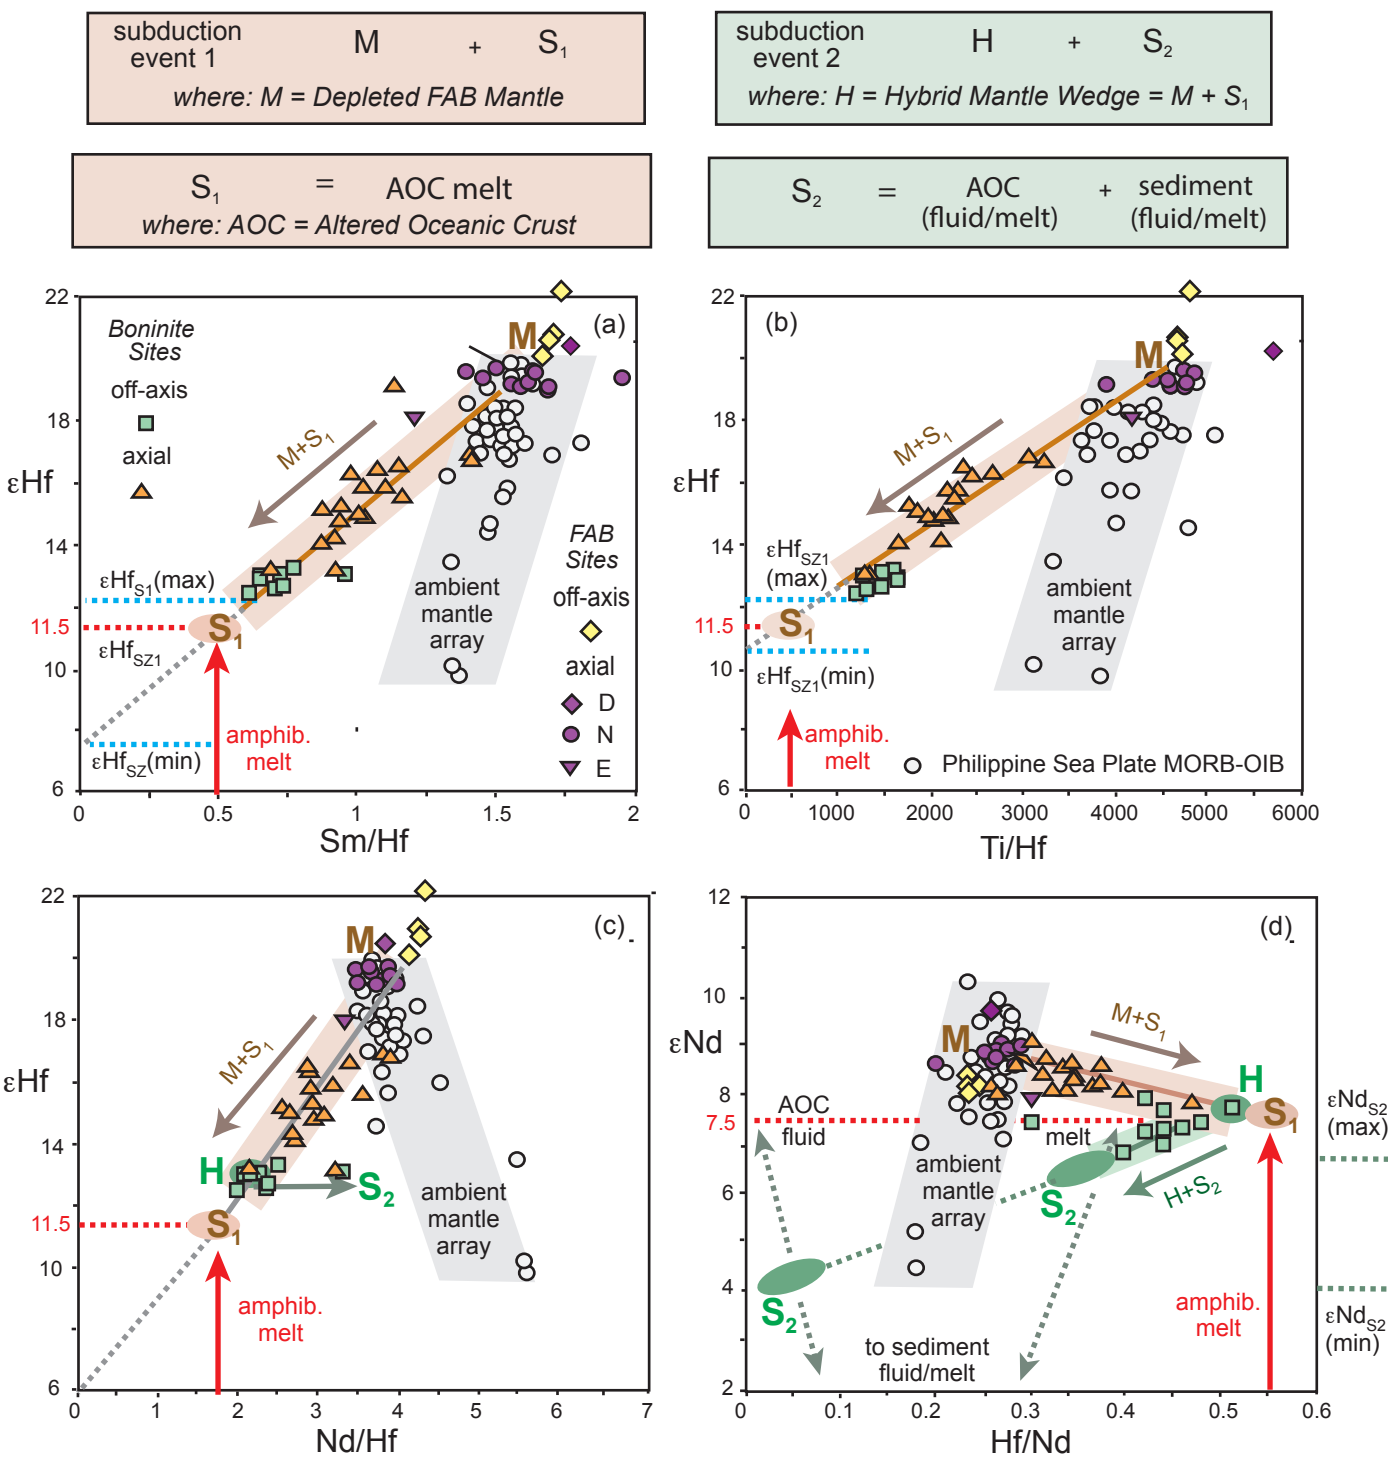 subduction
event 1
M + S1
where: M = Depleted FAB Mantle
subduction
event 2
H + S2
where: H = Hybrid Mantle Wedge = M + S1
S1 = AOC melt
where: AOC = Altered Oceanic Crust
S2 = AOC (fluid/melt) + sediment (fluid/melt)
22
18
14
11.5
10
6
εHf
Boninite
Sites
off-axis
axial
(a)
M
M+S1
εHfS1(max)
S1
εHfSZ1
εHfSZ(min)
amphib.
melt
ambient
mantle
array
FAB
Sites
off-axis
axial
D
N
E
0 0.5 1 1.5 2
Sm/Hf
22
18
14
11.5
10
6
εHf
(b)
M
M+S1
εHfSZ1
(max)
S1
εHfSZ1(min)
amphib.
melt
ambient
mantle
array
Philippine Sea Plate MORB-OIB
0 1000 2000 3000 4000 5000 6000
Ti/Hf
22
18
14
11.5
10
6
εHf
(c)
M
M+S1
H
S2
S1
amphib.
melt
ambient
mantle
array
0 1 2 3 4 5 6 7
Nd/Hf
12
10
8
7.5
6
4
2
εNd
(d)
M
M+S1
H
S1
AOC
fluid
melt
εNdS2
(max)
ambient
mantle
array
S2
H+S2
S2
amphib.
melt
εNdS2
(min)
to sediment
fluid/melt
0 0.1 0.2 0.3 0.4 0.5 0.6
Hf/Nd